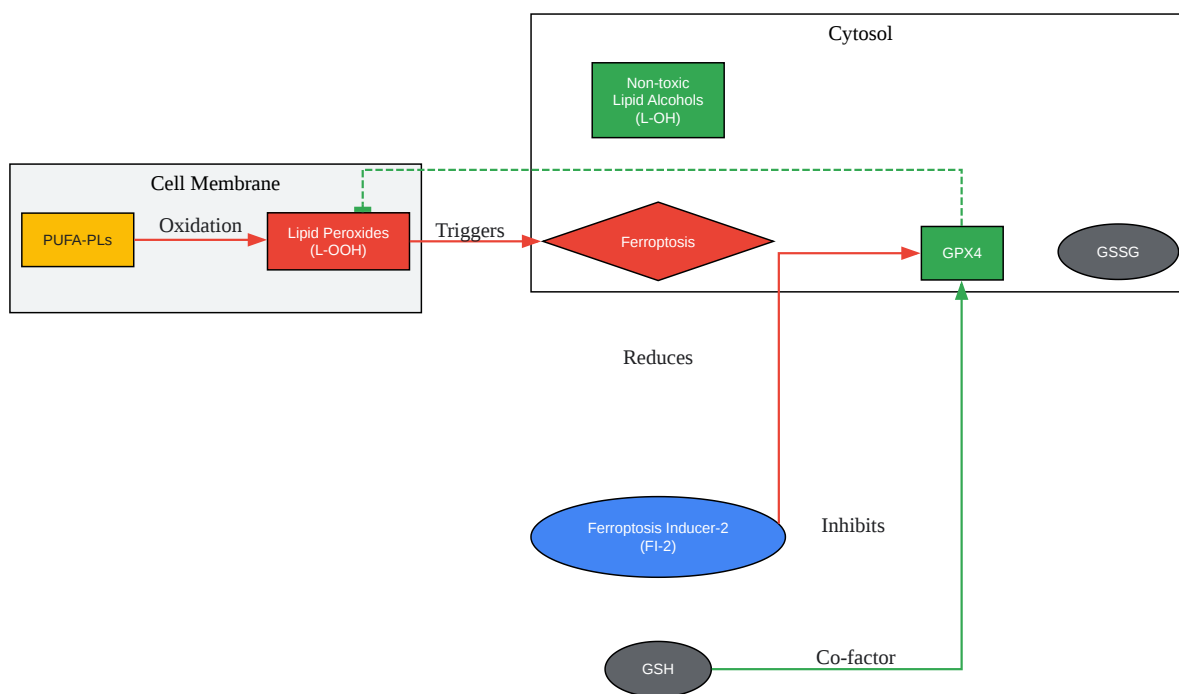 Cytosol
Non-toxic
Lipid Alcohols
(L-OH)
Cell Membrane
PUFA-PLs
Oxidation
Lipid Peroxides
(L-OOH)
Triggers
Ferroptosis
GPX4
GSSG
Reduces
Ferroptosis Inducer-2
(FI-2)
Inhibits
GSH
Co-factor